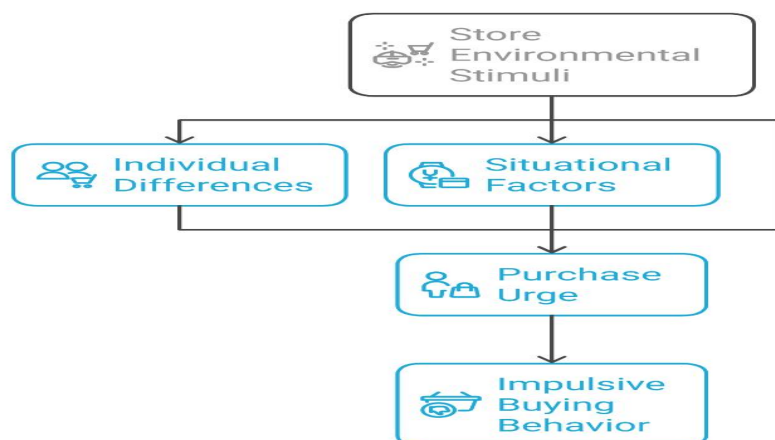 Store
Environmental
Stimuli
Individual
Differences
Situational
Factors
Purchase
Urge
Impulsive
Buying
Behavior